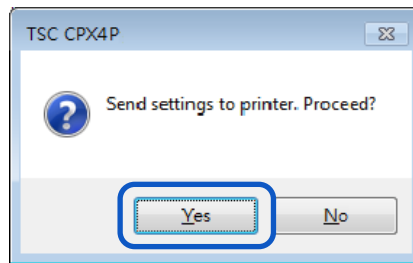 TSC CPX4P
Send settings to printer. Proceed?
Yes
No